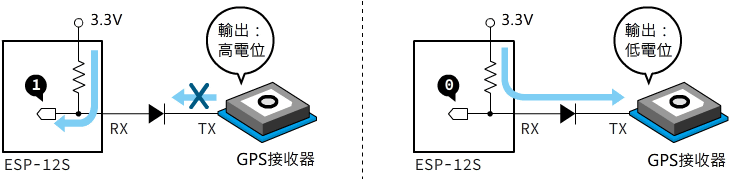 3.3V
輸出：
高電位
1
RX
TX
ESP-12S
GPS接收器
3.3V
輸出：
低電位
0
RX
TX
ESP-12S
GPS接收器